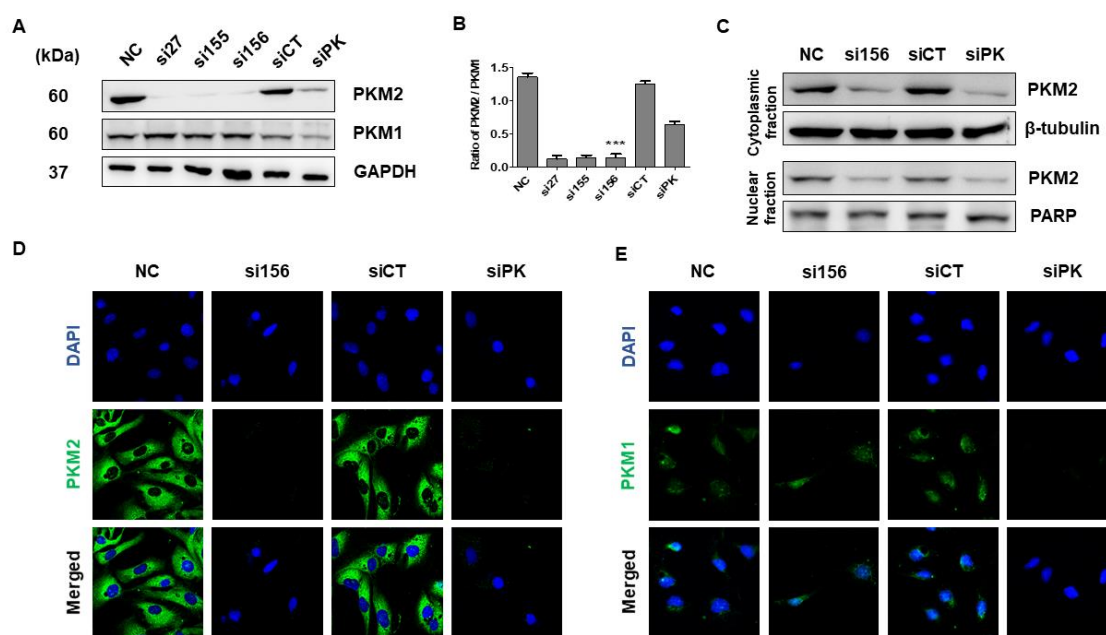 A
(kDa)
NC si27 si155 si156 siCT siPK
60 PKM2
60 PKM1
37 GAPDH
B
Ratio of PKM2 / PKM1
1.5
1.0
0.5
0.0
***
NC si27 si155 si156 siCT siPK
C
NC si156 siCT siPK
Cytoplasmic
fraction
PKM2
β-tubulin
Nuclear
fraction
PKM2
PARP
D
NC si156 siCT siPK
DAPI
PKM2
Merged
E
NC si156 siCT siPK
DAPI
PKM1
Merged